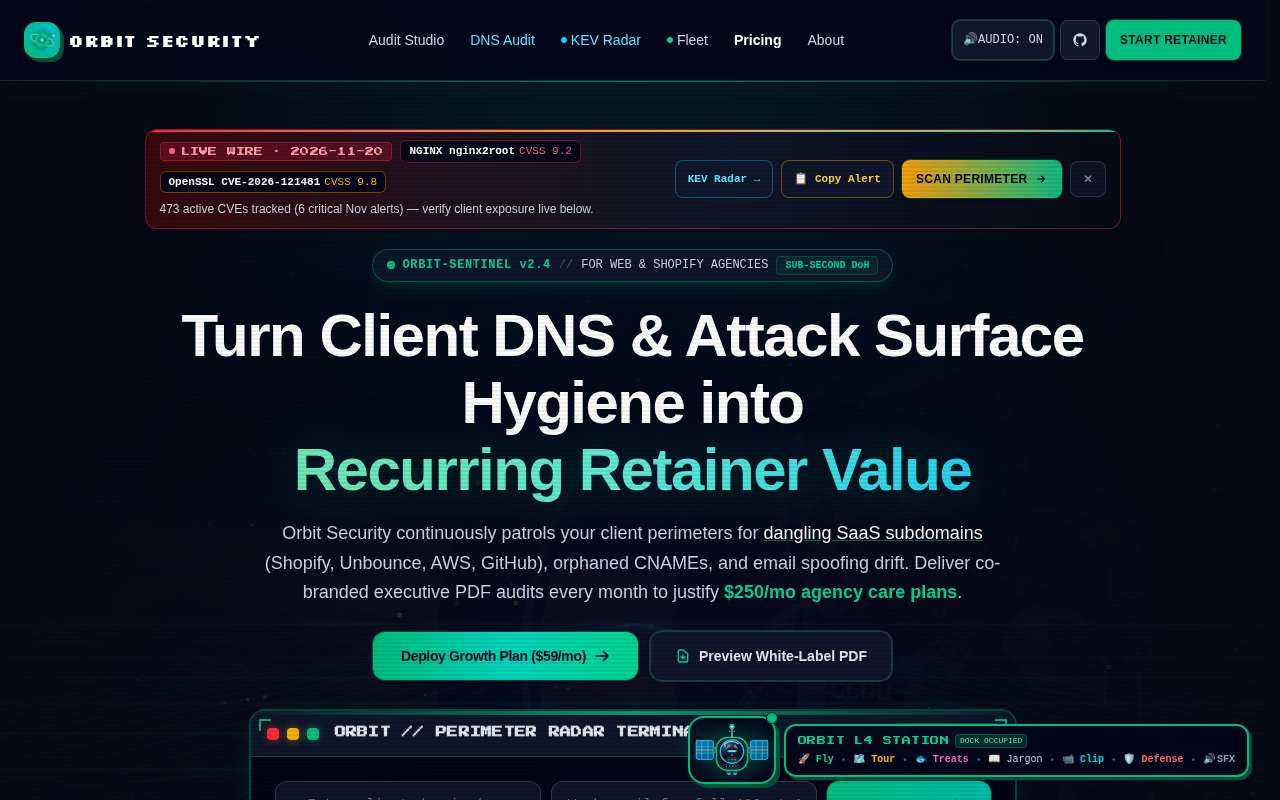 ORBIT SECURITY
Audit Studio
DNS Audit
KEV Radar
Fleet
Pricing
About
🔊AUDIO: ON
START RETAINER
LIVE WIRE · 2026-11-20
NGINX nginx2root CVSS 9.2
OpenSSL CVE-2026-121481 CVSS 9.8
473 active CVEs tracked (6 critical Nov alerts) — verify client exposure live below.
KEV Radar →
📋 Copy Alert
SCAN PERIMETER →
✕
ORBIT-SENTINEL v2.4 // FOR WEB & SHOPIFY AGENCIES SUB-SECOND DoH
Turn Client DNS & Attack Surface
Hygiene into
Recurring Retainer Value
Orbit Security continuously patrols your client perimeters for dangling SaaS subdomains
(Shopify, Unbounce, AWS, GitHub), orphaned CNAMEs, and email spoofing drift. Deliver co-
branded executive PDF audits every month to justify $250/mo agency care plans.
Deploy Growth Plan ($59/mo) →
Preview White-Label PDF
ORBIT // PERIMETER RADAR TERMINA
ORBIT L4 STATION DOCK OCCUPIED
🚀 Fly • 🗺️ Tour • 🐟 Treats • 📖 Jargon • 📹 Clip • 🛡️ Defense • 🔊SFX